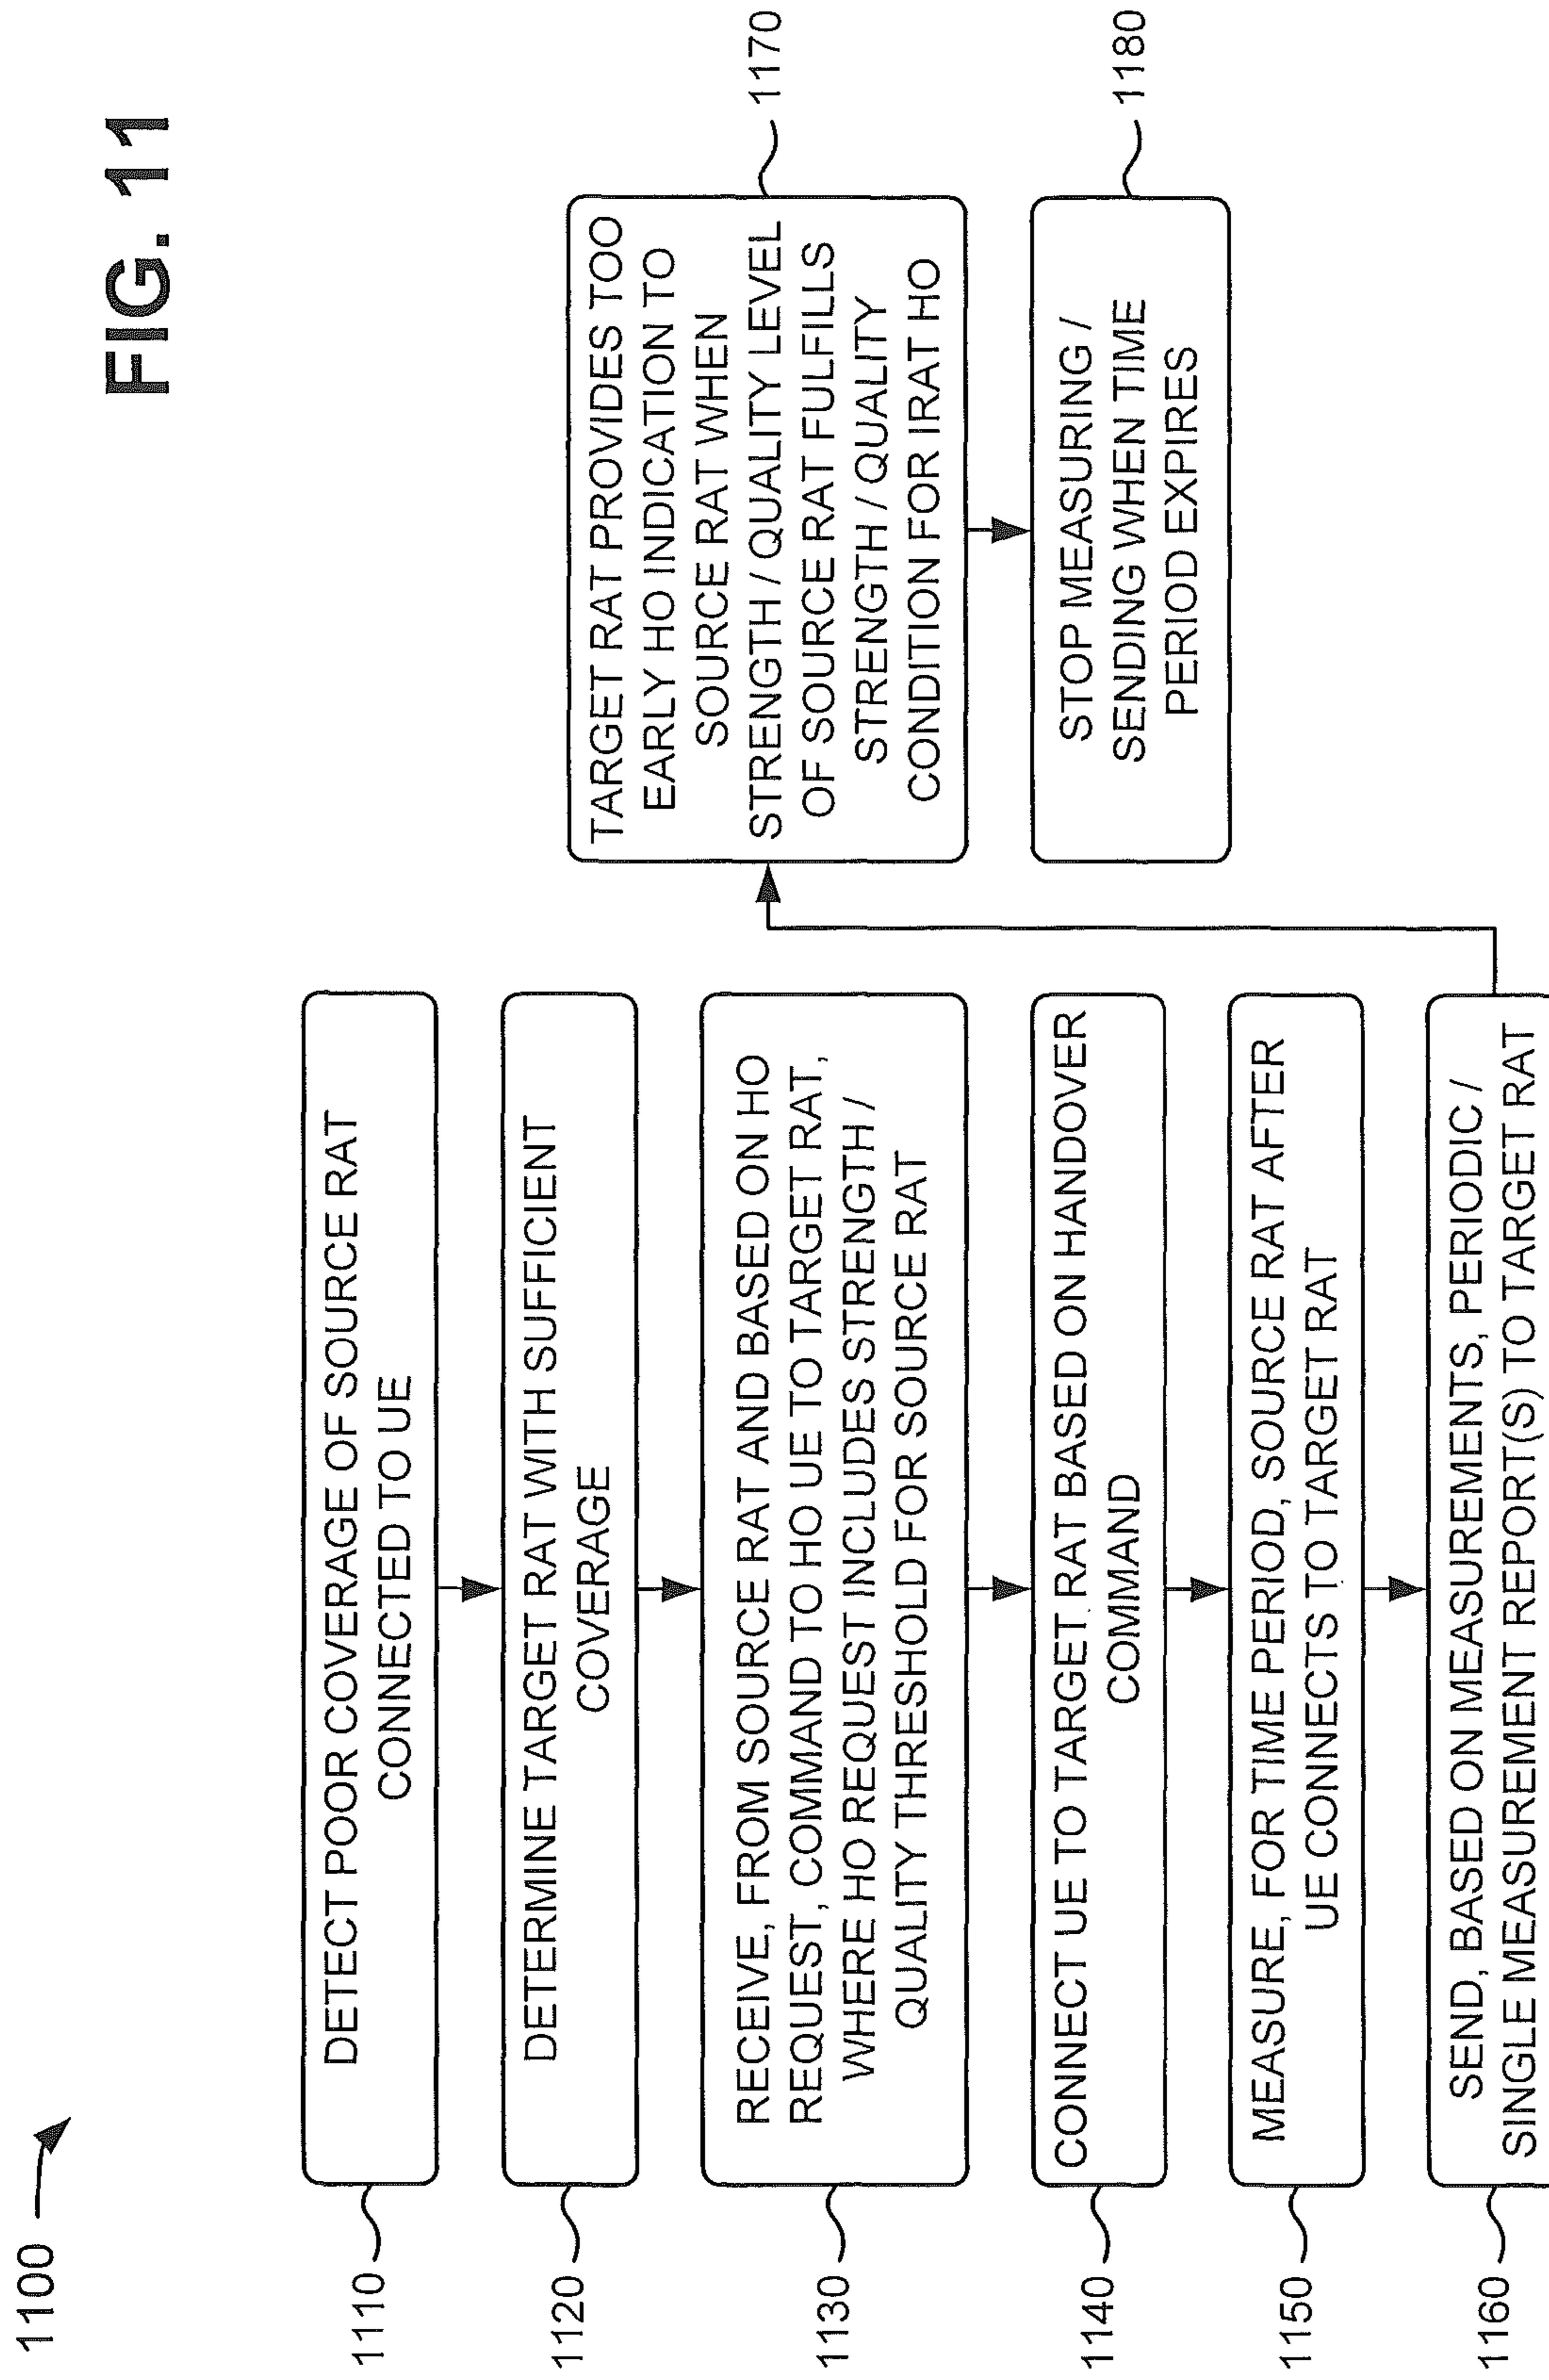 1100
FIG. 11
1110
DETECT POOR COVERAGE OF SOURCE RAT
CONNECTED TO UE
1120
DETERMINE TARGET RAT WITH SUFFICIENT
COVERAGE
1130
RECEIVE, FROM SOURCE RAT AND BASED ON HO
REQUEST, COMMAND TO HO UE TO TARGET RAT,
WHERE HO REQUEST INCLUDES STRENGTH /
QUALITY THRESHOLD FOR SOURCE RAT
1140
CONNECT UE TO TARGET RAT BASED ON HANDOVER
COMMAND
1150
MEASURE, FOR TIME PERIOD, SOURCE RAT AFTER
UE CONNECTS TO TARGET RAT
1160
SEND, BASED ON MEASUREMENTS, PERIODIC /
SINGLE MEASUREMENT REPORT(S) TO TARGET RAT
TARGET RAT PROVIDES TOO
EARLY HO INDICATION TO
SOURCE RAT WHEN
STRENGTH / QUALITY LEVEL
OF SOURCE RAT FULFILLS
STRENGTH / QUALITY
CONDITION FOR IRAT HO
1170
STOP MEASURING /
SENDING WHEN TIME
PERIOD EXPIRES
1180